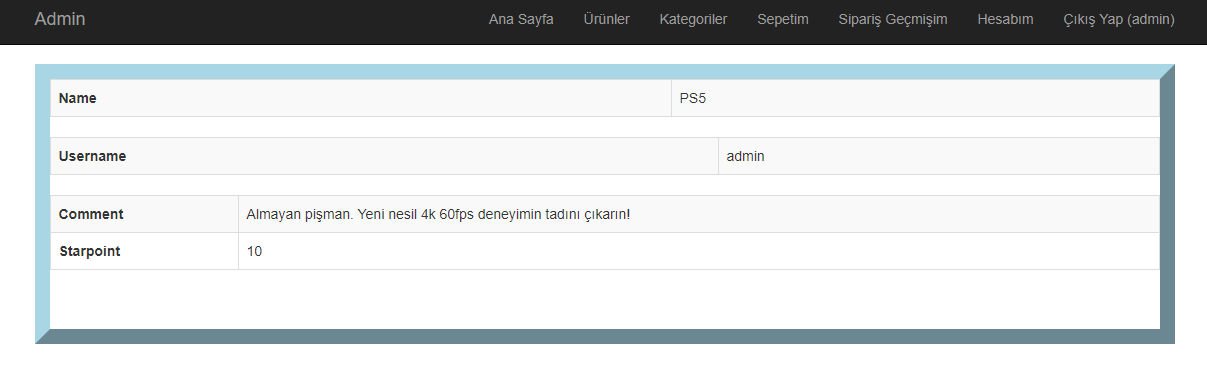 Admin Ana Sayfa Ürünler Kategoriler Sepetim Sipariş Geçmişim Hesabım Çıkış Yap (admin)
Name PS5
Username admin
Comment Almayan pişman. Yeni nesil 4k 60fps deneyimin tadını çıkarın!
Starpoint 10